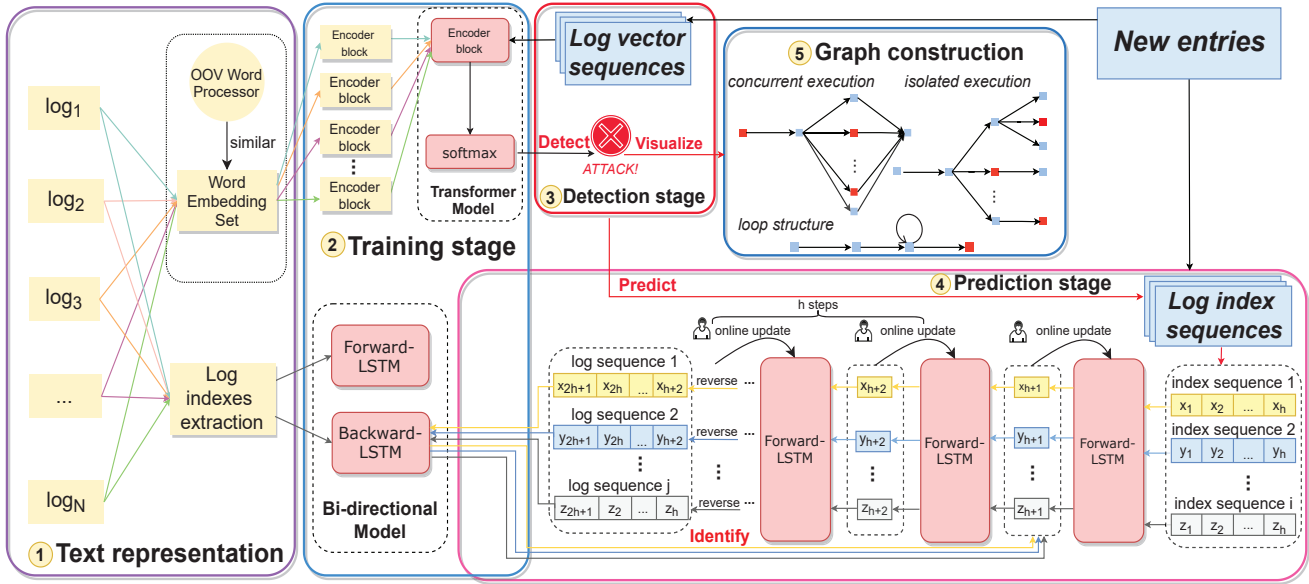 OOV Word
Processor
similar
Word
Embedding
Set
log1
log2
log3
...
logN
Log
indexes
extraction
1 Text representation
Encoder
block
Encoder
block
Encoder
block
Encoder
block
Encoder
block
softmax
Transformer
Model
2 Training stage
Forward-
LSTM
Backward-
LSTM
Bi-directional
Model
Log vector
sequences
Detect
Visualize
ATTACK!
3 Detection stage
5 Graph construction
concurrent execution
isolated execution
loop structure
New entries
Predict
4 Prediction stage
Log index
sequences
h steps
online update
online update
online update
log sequence 1
x2h+1 x2h ... xh+2
reverse ...
log sequence 2
y2h+1 y2h ... yh+2
reverse ...
log sequence j
z2h+1 z2 ... zh
reverse ...
Identify
Forward-
LSTM
xh+2
yh+2
zh+2
Forward-
LSTM
xh+1
yh+1
zh+1
Forward-
LSTM
index sequence 1
x1 x2 ... xh
index sequence 2
y1 y2 ... yh
index sequence i
z1 z2 ... zh